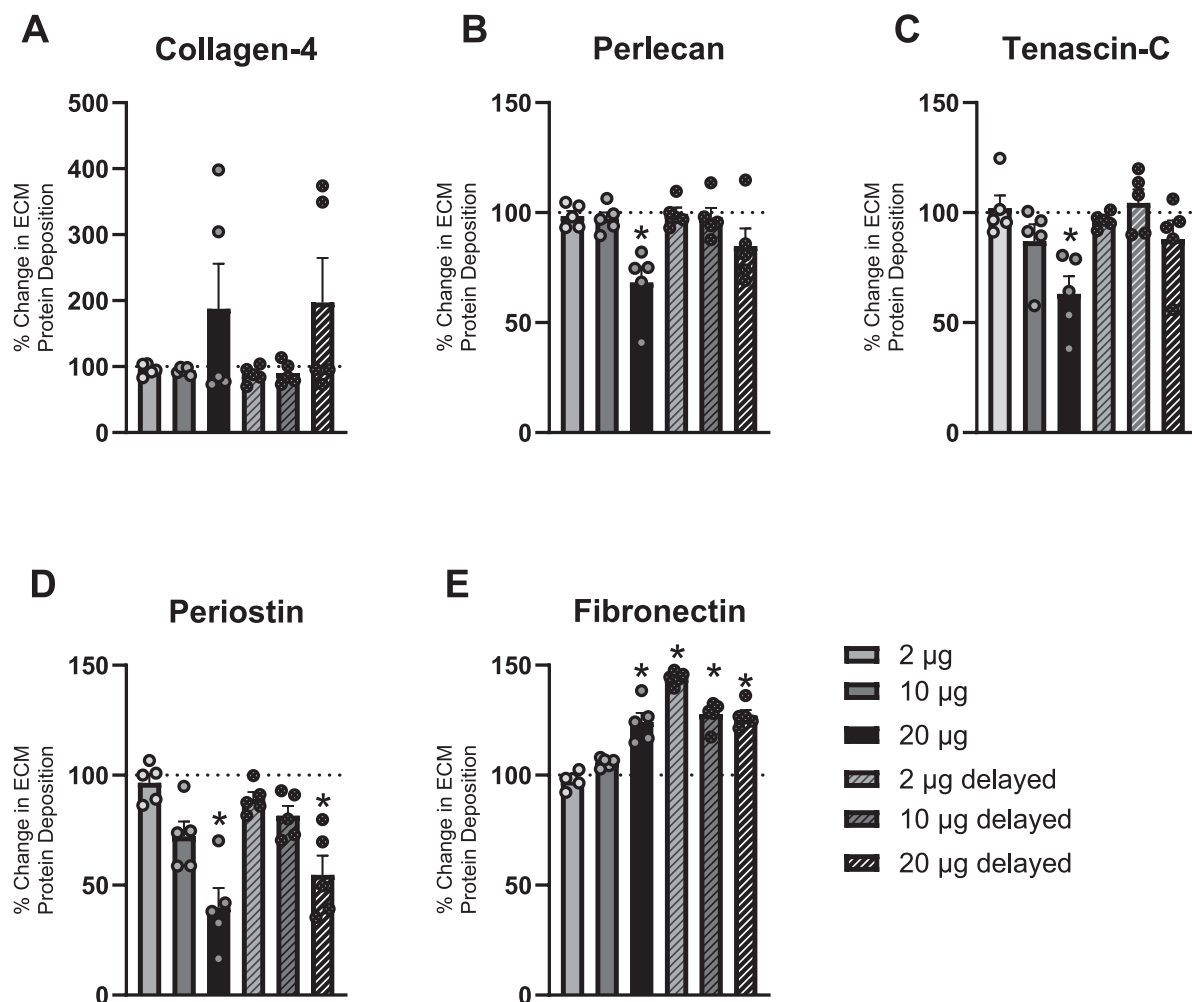 A
Collagen-4
% Change in ECM
Protein Deposition
500
400
300
200
100
0
B
Perlecan
% Change in ECM
Protein Deposition
150
100
50
0
*
C
Tenascin-C
% Change in ECM
Protein Deposition
150
100
50
0
*
D
Periostin
% Change in ECM
Protein Deposition
150
100
50
0
*
*
E
Fibronectin
% Change in ECM
Protein Deposition
150
100
50
0
*
*
*
*
2 µg
10 µg
20 µg
2 µg delayed
10 µg delayed
20 µg delayed